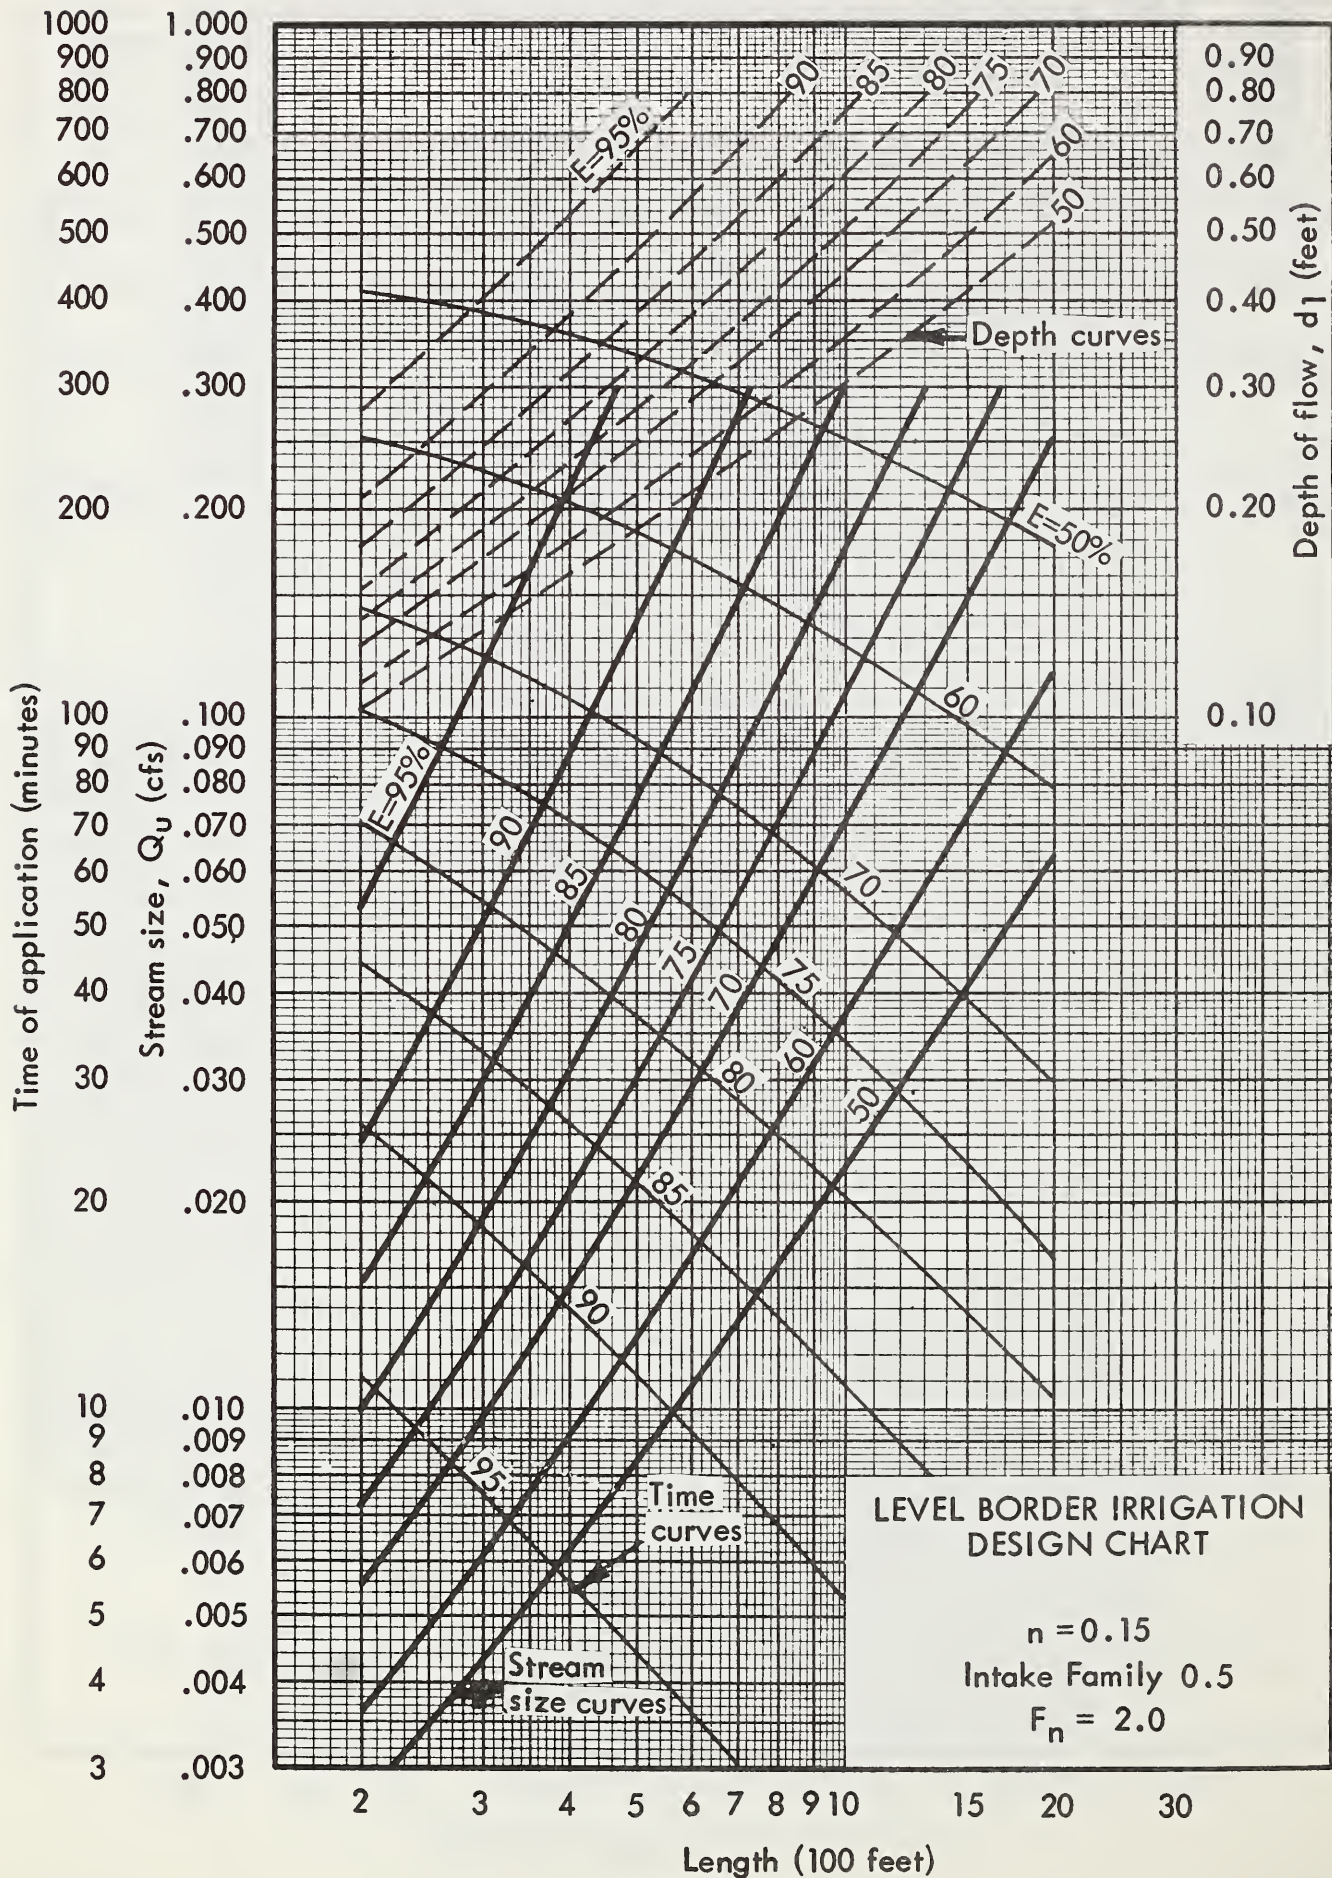 1000 1.000
900 .900 0.90
800 .800 0.80
700 .700 0.70
600 .600 0.60
500 .500 0.50
400 .400 0.40
300 .300 0.30
200 .200 0.20
100 .100 0.10
90 .090
80 .080
70 .070
60 .060
50 .050
40 .040
30 .030
20 .020
10 .010
9 .009
8 .008
7 .007
6 .006
5 .005
4 .004
3 .003
Time of application (minutes)
Stream size, Qu (cfs)
Depth of flow, d1 (feet)
E=95% 90 85 80 75 70 60 50
Depth curves
E=50% 60 70 75 80 85 90 95
E=95% 90 85 80 75 70 60 50
Time
curves
Stream
size curves
LEVEL BORDER IRRIGATION
DESIGN CHART
n = 0.15
Intake Family 0.5
Fn = 2.0
2 3 4 5 6 7 8 9 10 15 20 30
Length (100 feet)